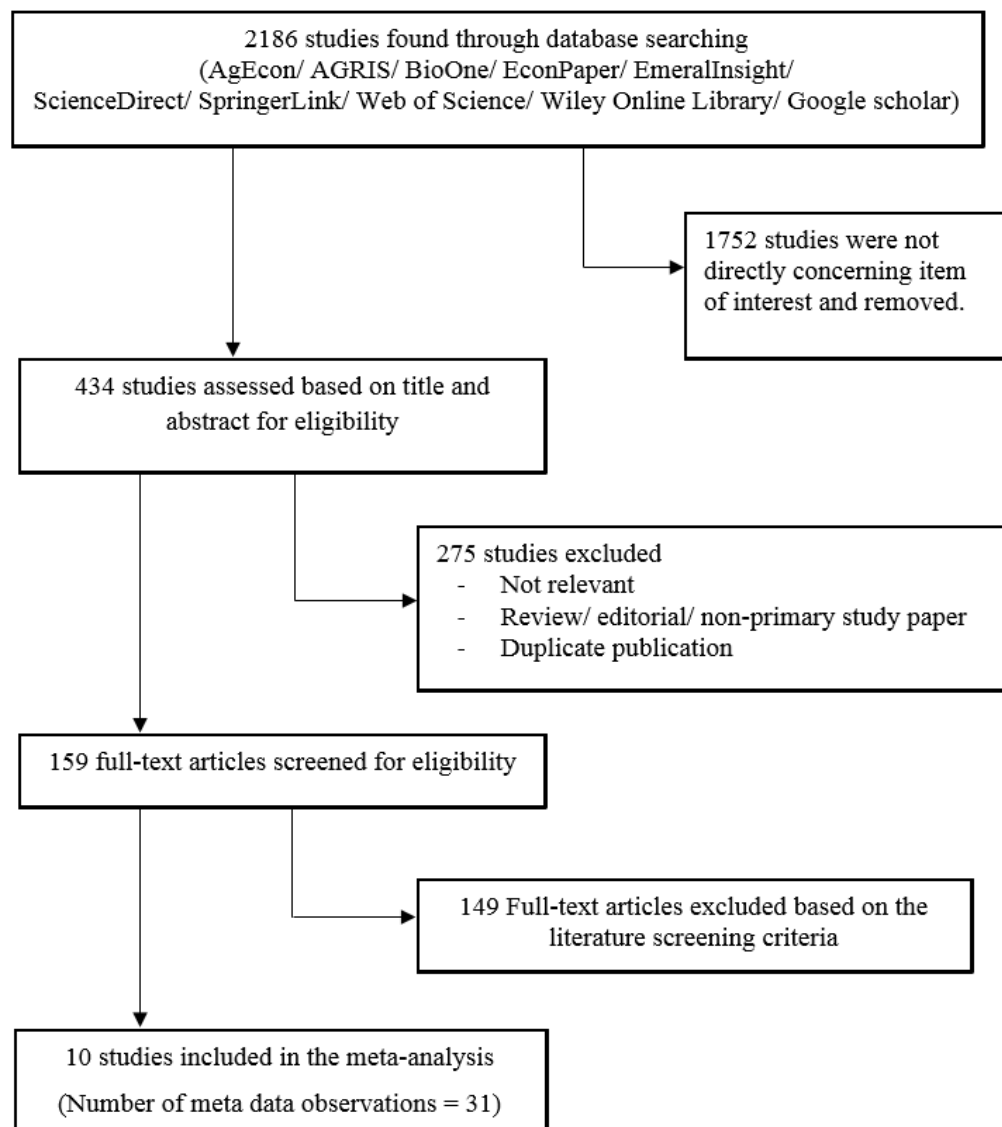 2186 studies found through database searching
(AgEcon/ AGRIS/ BioOne/ EconPaper/ EmeralInsight/
ScienceDirect/ SpringerLink/ Web of Science/ Wiley Online Library/ Google scholar)
1752 studies were not
directly concerning item
of interest and removed.
434 studies assessed based on title and
abstract for eligibility
275 studies excluded
- Not relevant
- Review/ editorial/ non-primary study paper
- Duplicate publication
159 full-text articles screened for eligibility
149 Full-text articles excluded based on the
literature screening criteria
10 studies included in the meta-analysis
(Number of meta data observations = 31)